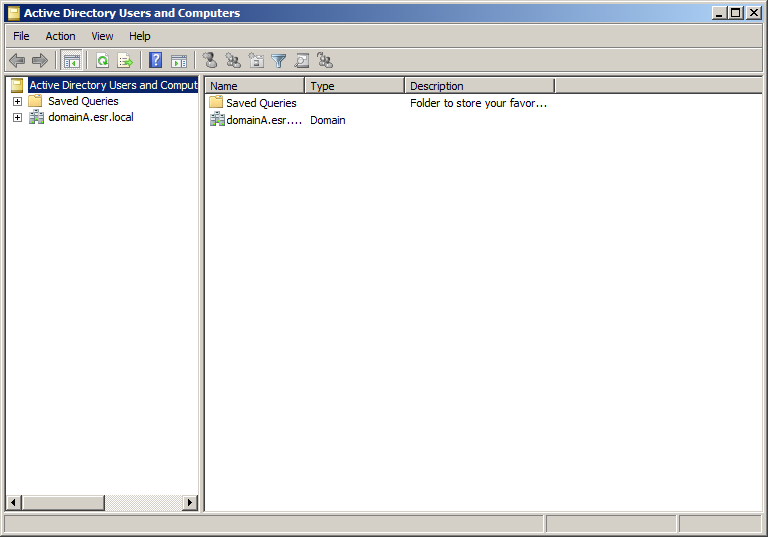 Active Directory Users and Computers
File Action View Help
Active Directory Users and Comput
Saved Queries
domainA.esr.local
Name Type Description
Saved Queries Folder to store your favor...
domainA.esr.... Domain